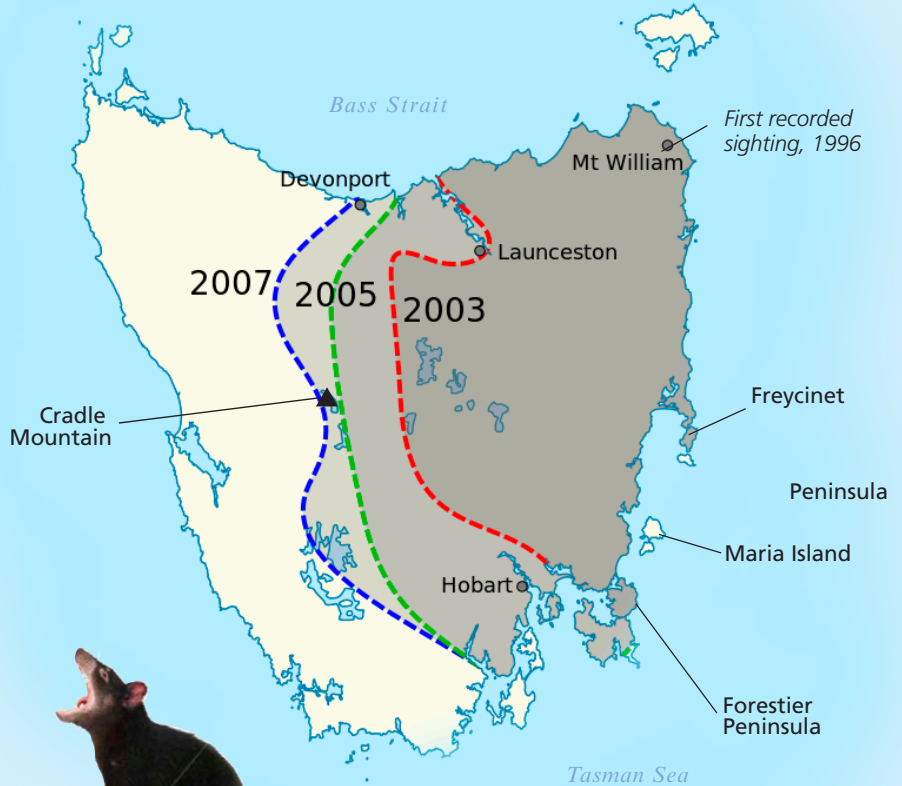 Bass Strait
First recorded
sighting, 1996
Mt William
Devonport
Launceston
2007
2005
2003
Freycinet
Cradle
Mountain
Peninsula
Maria Island
Hobart
Forestier
Peninsula
Tasman Sea